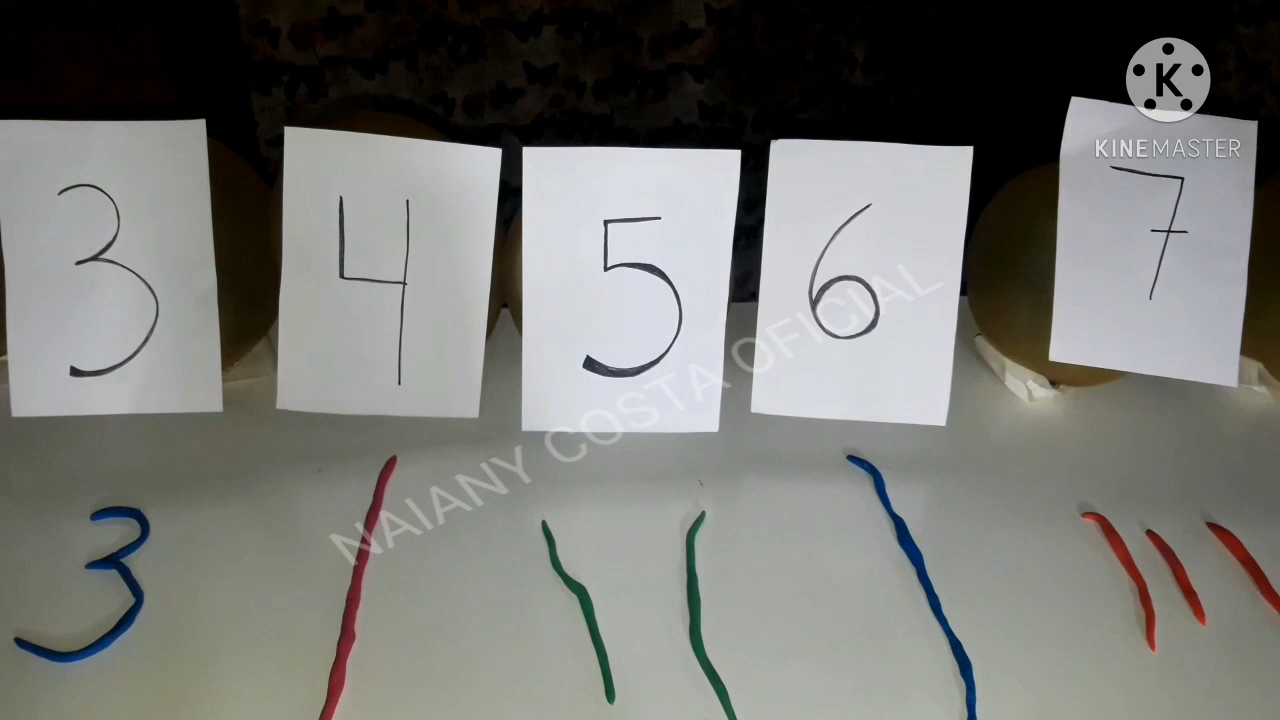 K
KINEMASTER
3 4 5 6 7
NAIANY COSTA OFICIAL
3